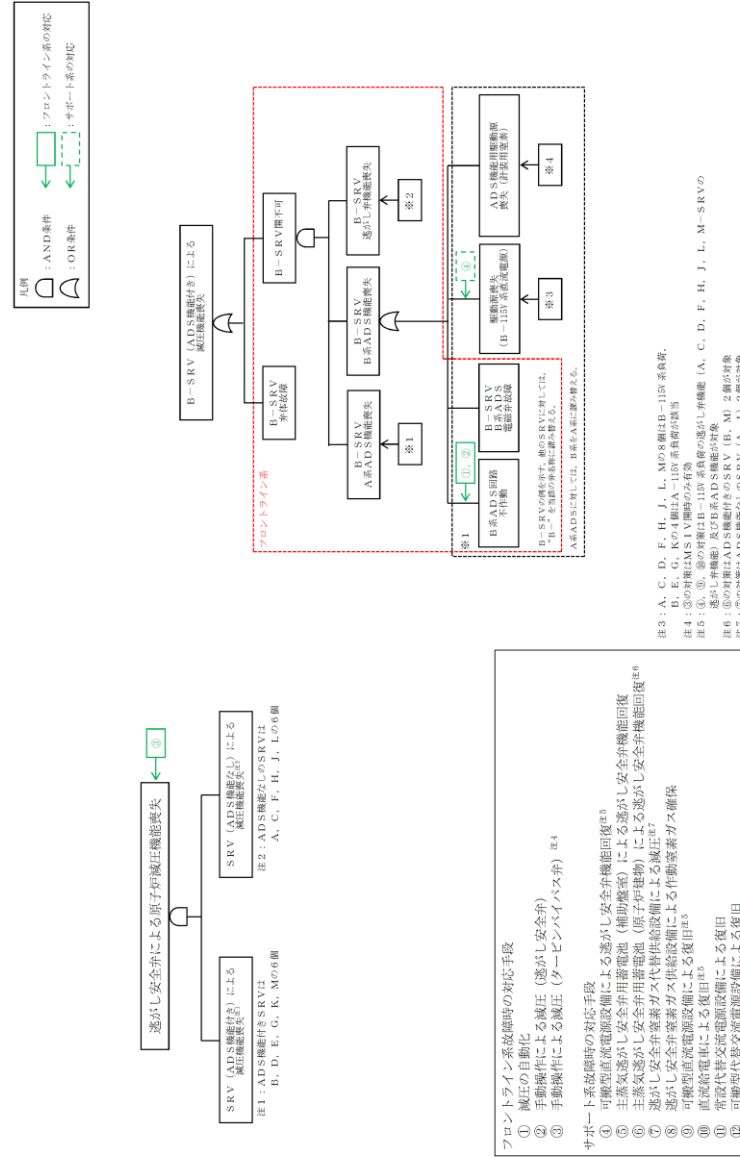 凡例
:AND条件
:OR条件
:フロントライン系の対応
:サポート系の対応
逃がし安全弁による原子炉減圧機能喪失
③
SRV(ADS機能付き)による
減圧機能喪失注1
注1:ADS機能付きSRVは
B,D,E,G,K,Mの6個
SRV(ADS機能なし)による
減圧機能喪失注2
注2:ADS機能なしのSRVは
A,C,F,H,J,Lの6個
B-SRV(ADS機能付き)による
減圧機能喪失
フロントライン系
B-SRV
弁体故障
B-SRV開不可
B-SRV
A系ADS機能喪失
※1
B-SRV
B系ADS機能喪失
B-SRV
逃がし弁機能喪失
※2
※1
①,②
B系ADS回路
不作動
B-SRV
B系ADS
電磁弁故障
④
駆動源喪失
(B-115V系直流電源)
※3
ADS機能用駆動源
喪失(計装用窒素)
※4
B-SRVの例を示す。他のSRVに対しては,
"B-"を当該の弁名称に読み替える。
A系ADSに対しては,B系をA系に読み替える。
フロントライン系故障時の対応手段
① 減圧の自動化
② 手動操作による減圧(逃がし安全弁)
③ 手動操作による減圧(タービンバイパス弁)注4
サポート系故障時の対応手段
④ 可搬型直流電源設備による逃がし安全弁機能回復注5
⑤ 主蒸気逃がし安全弁用蓄電池(補助盤室)による逃がし安全弁機能回復
⑥ 主蒸気逃がし安全弁用蓄電池(原子炉建物)による逃がし安全弁機能回復注6
⑦ 逃がし安全弁窒素ガス代替供給設備による減圧注7
⑧ 逃がし安全弁窒素ガス供給設備による作動窒素ガス確保
⑨ 可搬型直流電源設備による復旧注5
⑩ 直流給電車による復旧注5
⑪ 常設代替交流電源設備による復旧
⑫ 可搬型代替交流電源設備による復旧
注3:A,C,D,F,H,J,L,Mの8個はB-115V系負荷,
B,E,G,Kの4個はA-115V系負荷が該当
注4:③の対策はMSIV開時のみ有効
注5:④,⑨,⑩の対策はB-115V系負荷の逃がし弁機能(A,C,D,F,H,J,L,M-SRVの
逃がし弁機能)及びB系ADS機能が対象
注6:⑥の対策はADS機能付きのSRV(B,M)2個が対象